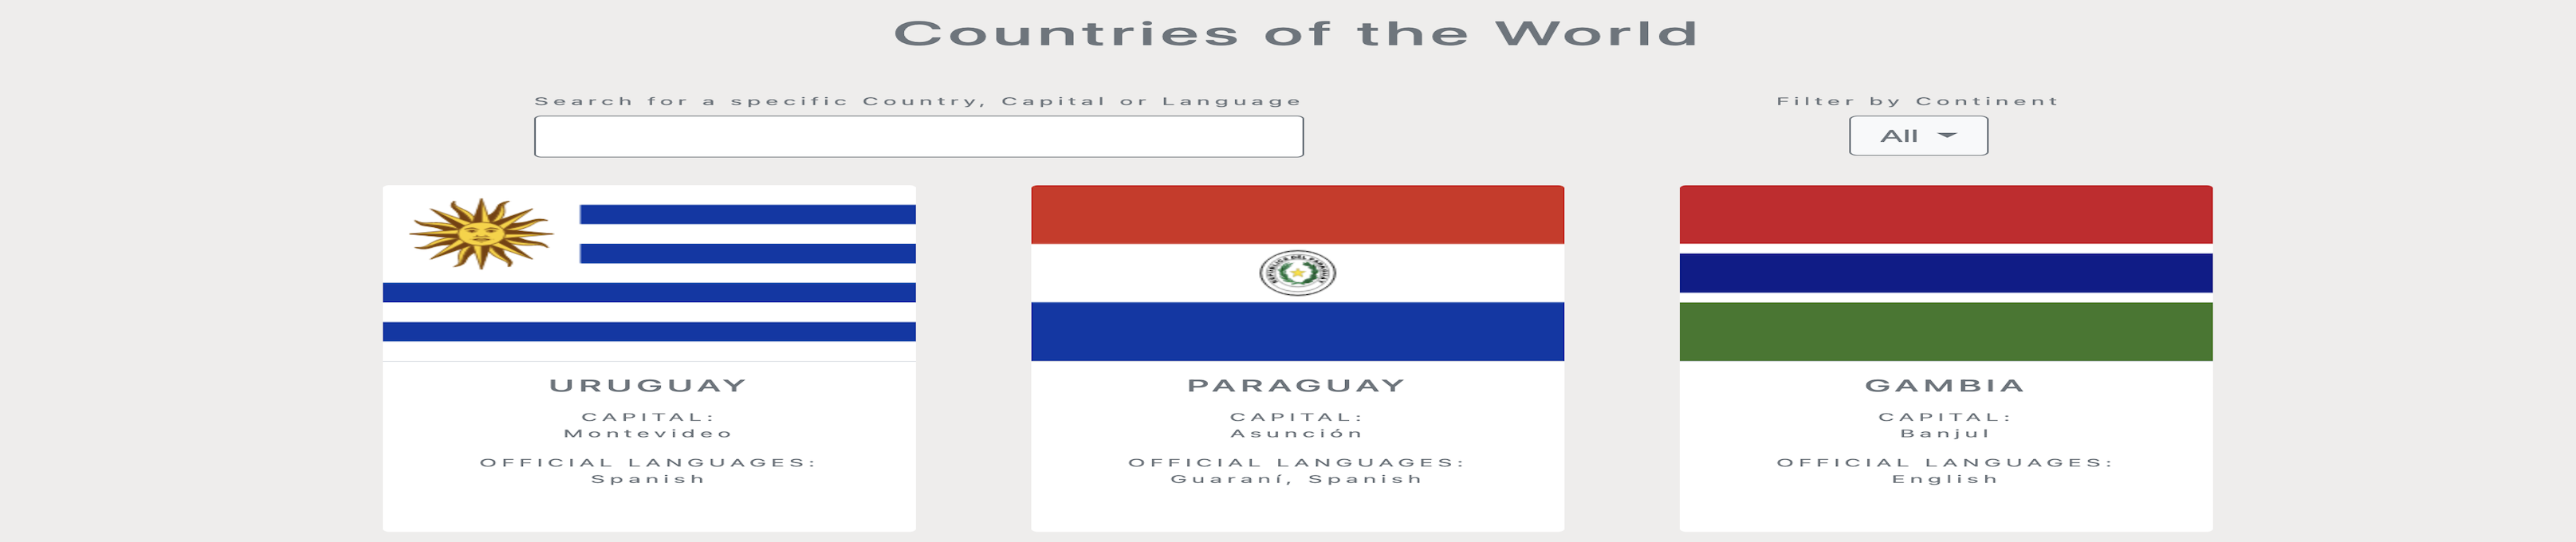 Countries of the World
Search for a specific Country, Capital or Language
Filter by Continent
All
REPUBLICA DEL PARAGUAY
URUGUAY
CAPITAL:
Montevideo
OFFICIAL LANGUAGES:
Spanish
PARAGUAY
CAPITAL:
Asunción
OFFICIAL LANGUAGES:
Guaraní, Spanish
GAMBIA
CAPITAL:
Banjul
OFFICIAL LANGUAGES:
English